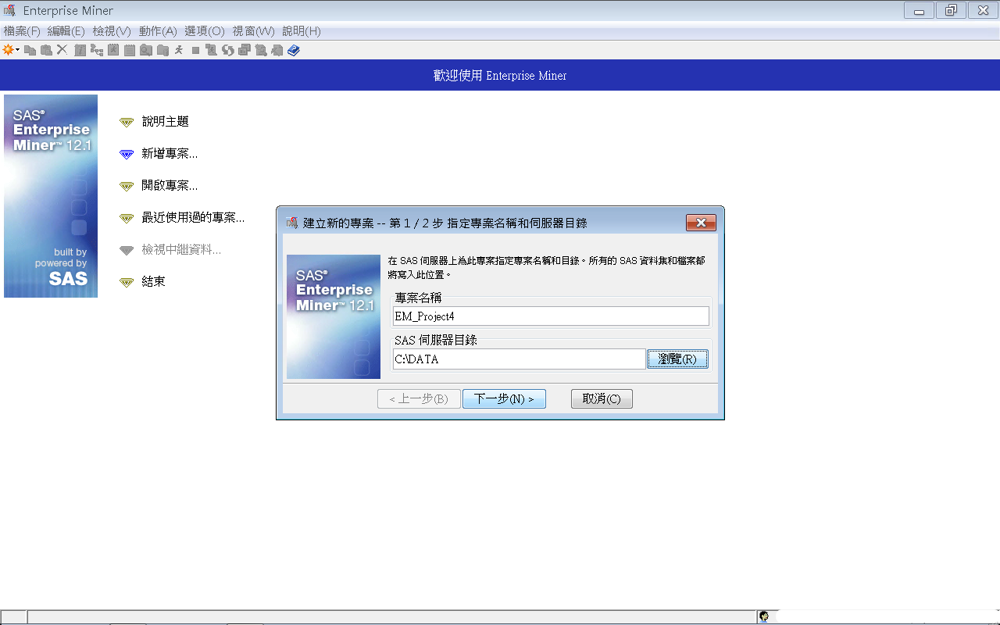 Enterprise Miner
檔案(F) 編輯(E) 檢視(V) 動作(A) 選項(O) 視窗(W) 說明(H)
歡迎使用 Enterprise Miner
SAS®
Enterprise
Miner™ 12.1
built by
powered by
SAS
說明主題
新增專案...
開啟專案...
最近使用過的專案...
檢視中繼資料...
結束
建立新的專案 -- 第 1 / 2 步 指定專案名稱和伺服器目錄
SAS®
Enterprise
Miner™ 12.1
在 SAS 伺服器上為此專案指定專案名稱和目錄。所有的 SAS 資料集和檔案都
將寫入此位置。
專案名稱
EM_Project4
SAS 伺服器目錄
C:\DATA
瀏覽(R)
< 上一步(B)
下一步(N) >
取消(C)